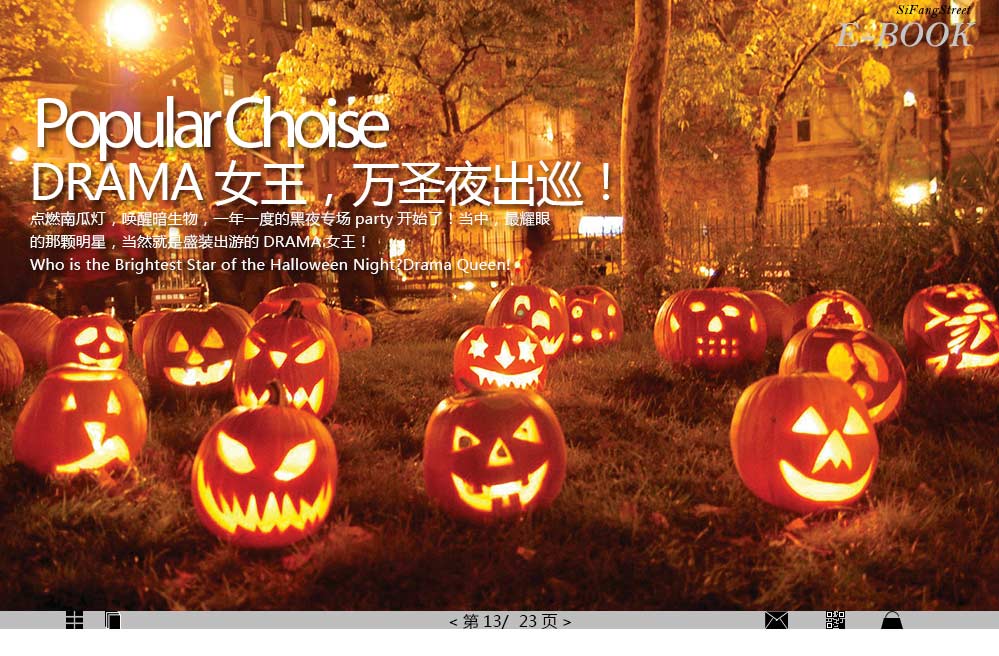 SiFangStreet
E-BOOK
Popular Choise
DRAMA 女王，万圣夜出巡！
点燃南瓜灯，唤醒暗生物，一年一度的黑夜专场 party 开始了！当中，最耀眼
的那颗明星，当然就是盛装出游的 DRAMA 女王！
Who is the Brightest Star of the Halloween Night?Drama Queen!
< 第 13/ 23 页 >